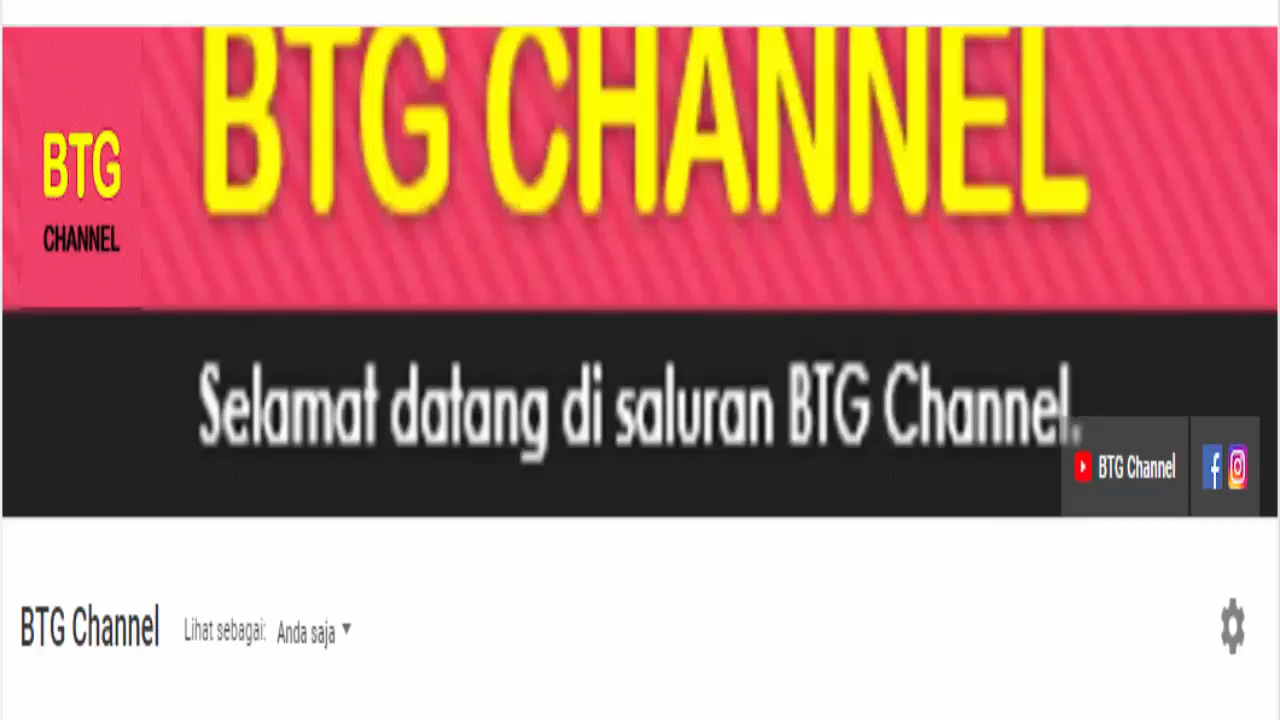 BTG CHANNEL
BTG
CHANNEL
Selamat datang di saluran BTG Channel.
BTG Channel
BTG Channel Lihat sebagai: Anda saja